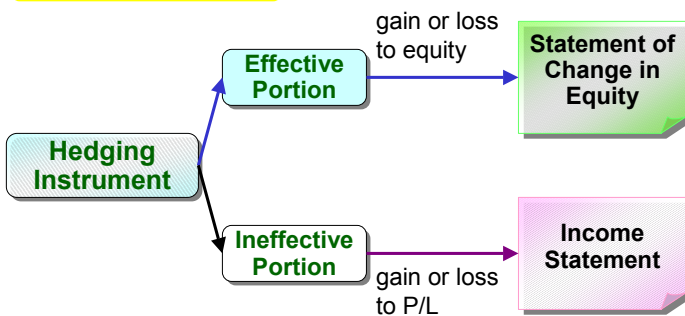 gain or loss
to equity
Effective
Portion
Statement of
Change in
Equity
Hedging
Instrument
Ineffective
Portion
gain or loss
to P/L
Income
Statement